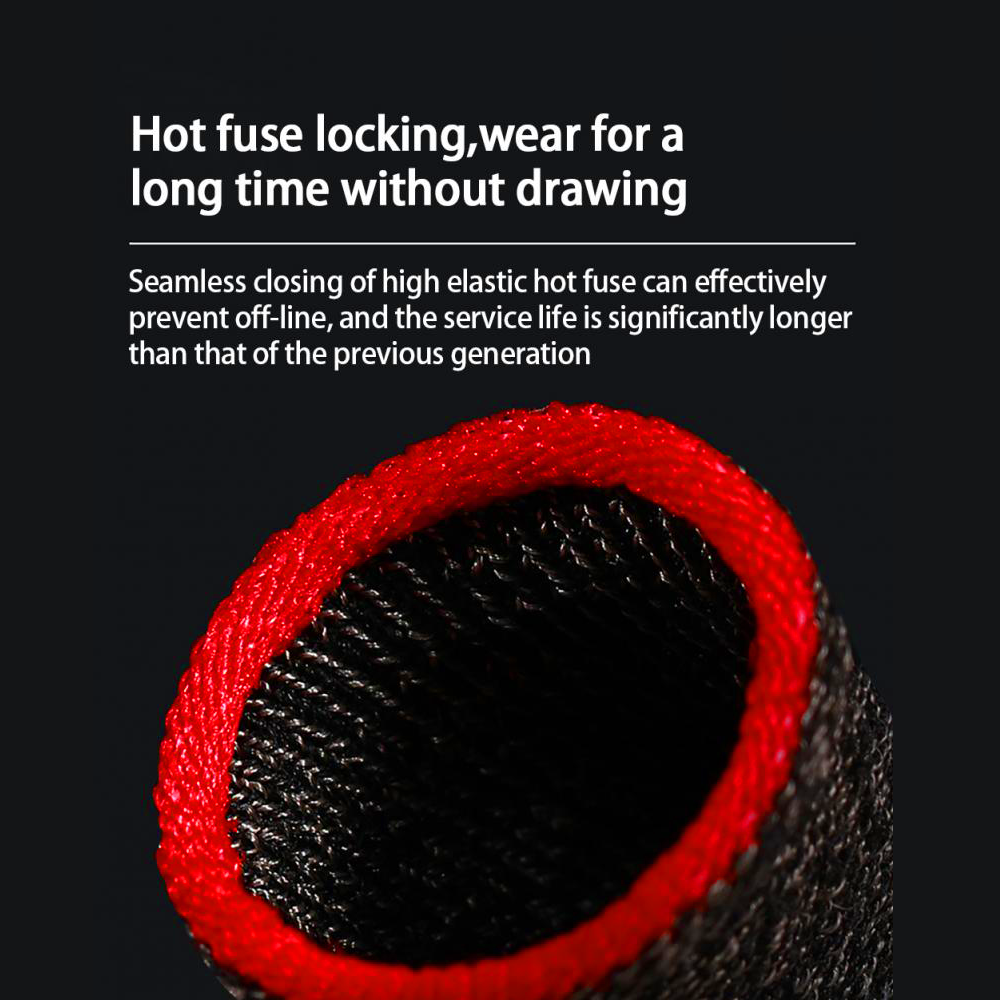 Hot fuse locking,wear for a
long time without drawing
Seamless closing of high elastic hot fuse can effectively
prevent off-line, and the service life is significantly longer
than that of the previous generation